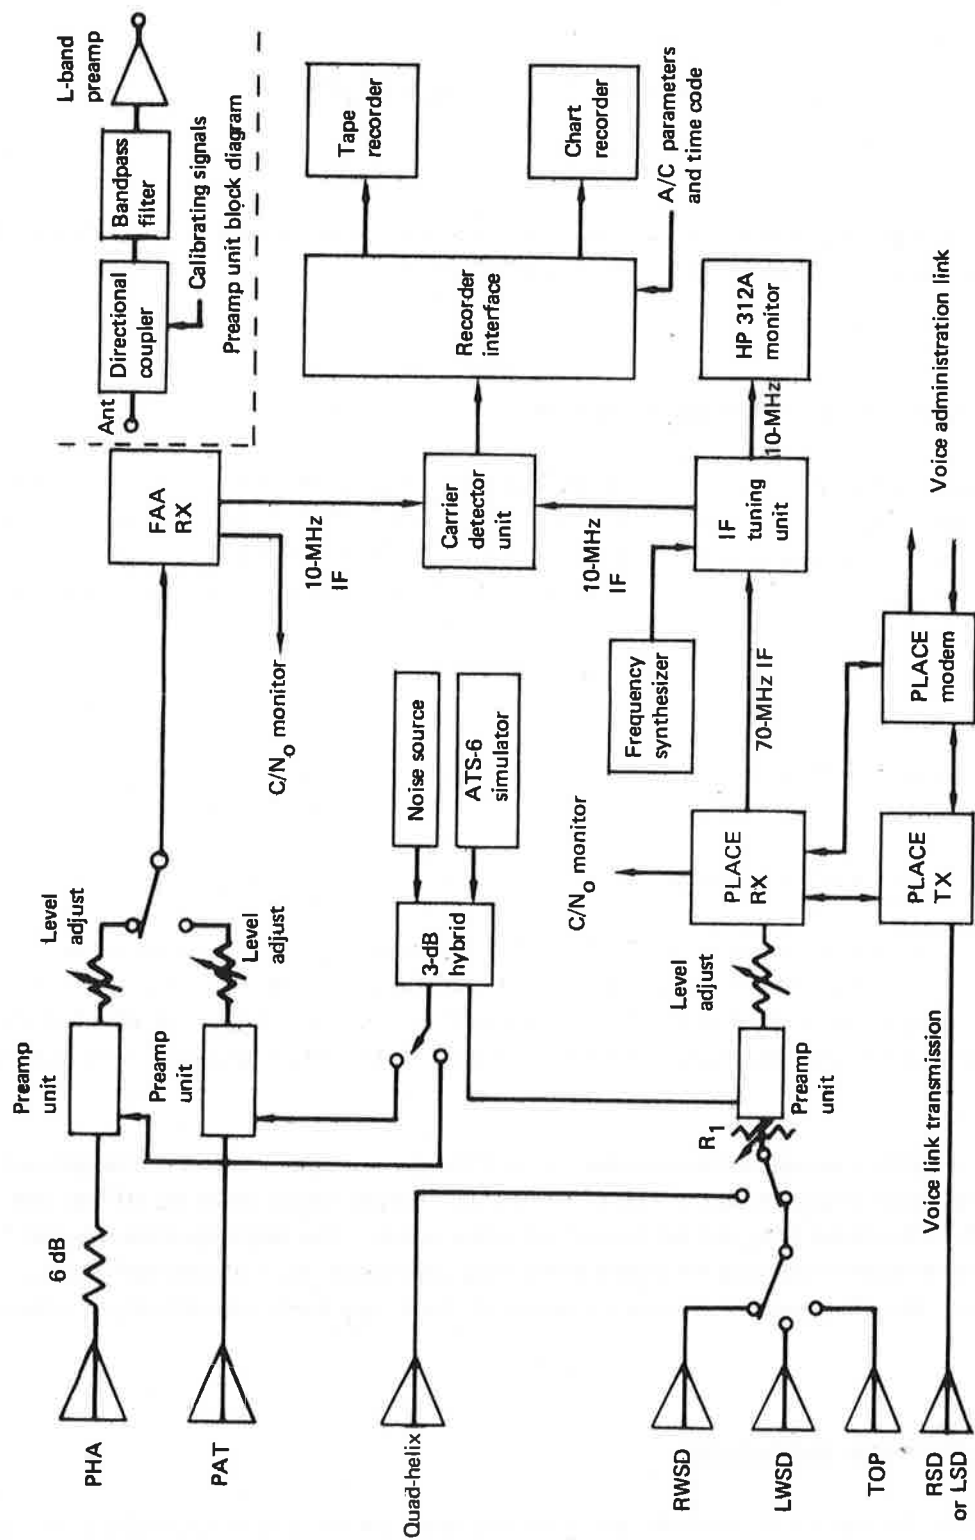 PHA
6 dB
Preamp
unit
Level
adjust
FAA
RX
Ant
Directional
coupler
Bandpass
filter
L-band
preamp
Calibrating signals
Preamp unit block diagram
PAT
Preamp
unit
Level
adjust
C/No monitor
10-MHz
IF
Tape
recorder
Quad-helix
3-dB
hybrid
Noise source
ATS-6
simulator
Carrier
detector
unit
Recorder
interface
Chart
recorder
C/No monitor
10-MHz
IF
A/C parameters
and time code
Frequency
synthesizer
RWSD
LWSD
TOP
R1
Preamp
unit
Level
adjust
PLACE
RX
70-MHz IF
IF
tuning
unit
10-MHz
HP 312A
monitor
RSD
or LSD
Voice link transmission
PLACE
TX
PLACE
modem
Voice administration link